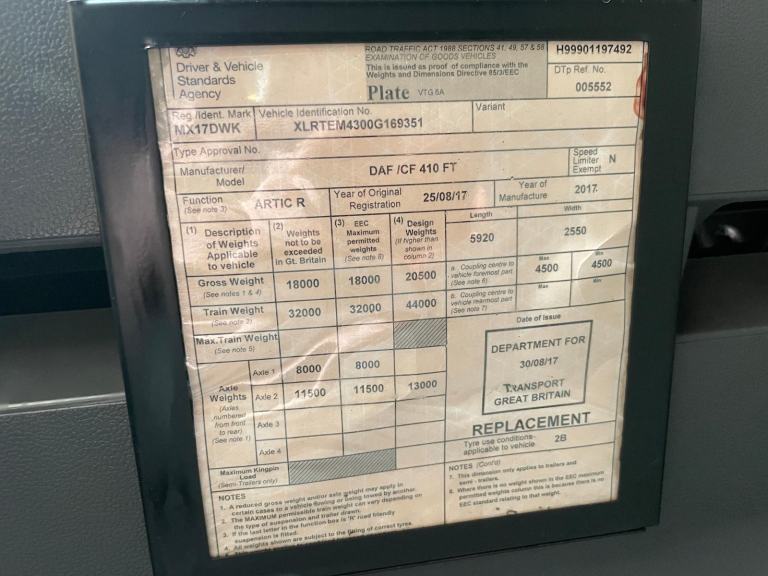 Driver & Vehicle
Standards
Agency
ROAD TRAFFIC ACT 1988 SECTIONS 41, 49, 57 & 58
EXAMINATION OF GOODS VEHICLES
This is issued as proof of compliance with the
Weights and Dimensions Directive 85/3/EEC
Plate VTG 6A
H99901197492
DTp Ref. No.
005552
Reg./Ident. Mark
MX17DWK
Vehicle Identification No.
XLRTEM4300G169351
Variant
Type Approval No.
Manufacturer/
Model
DAF /CF 410 FT
Speed
Limiter
Exempt N
Function
(See note 3)
ARTIC R
Year of Original
Registration
25/08/17
Year of
Manufacture
2017
(1) Description
of Weights
Applicable
to vehicle
(2) Weights
not to be
exceeded
in Gt. Britain
(3) EEC
Maximum
permitted
weights
(See note 8)
(4) Design
Weights
(If higher than
shown in
column 2)
Length
5920
Width
2550
Gross Weight
(See notes 1 & 4)
18000 18000 20500
a. Coupling centre to
vehicle foremost part
(See note 6)
Max
4500
Min
4500
Train Weight
(See note 2)
32000 32000 44000
b. Coupling centre to
vehicle rearmost part
(See note 7)
Max
Min
Max.Train Weight
(See note 5)
Axle
Weights
(Axles
numbered
from front
to rear)
(See note 1)
Axle 1 8000 8000
Axle 2 11500 11500 13000
Axle 3
Axle 4
Maximum Kingpin
Load
(Semi-Trailers only)
Date of Issue
DEPARTMENT FOR
30/08/17
TRANSPORT
GREAT BRITAIN
REPLACEMENT
Tyre use conditions
applicable to vehicle 2B
NOTES
1. A reduced gross weight and/or axle weight may apply in
certain cases to a vehicle towing or being towed by another.
2. The MAXIMUM permissible train weight can vary depending on
the type of suspension and trailer drawn.
3. If the last letter in the function box is 'R' road friendly
suspension is fitted.
4. All weights shown are subject to the fitting of correct tyres.
NOTES (Cont'd)
7. This dimension only applies to trailers and
semi - trailers.
8. Where there is no weight shown in the EEC maximum
permitted weights column this is because there is no
EEC standard relating to that weight.